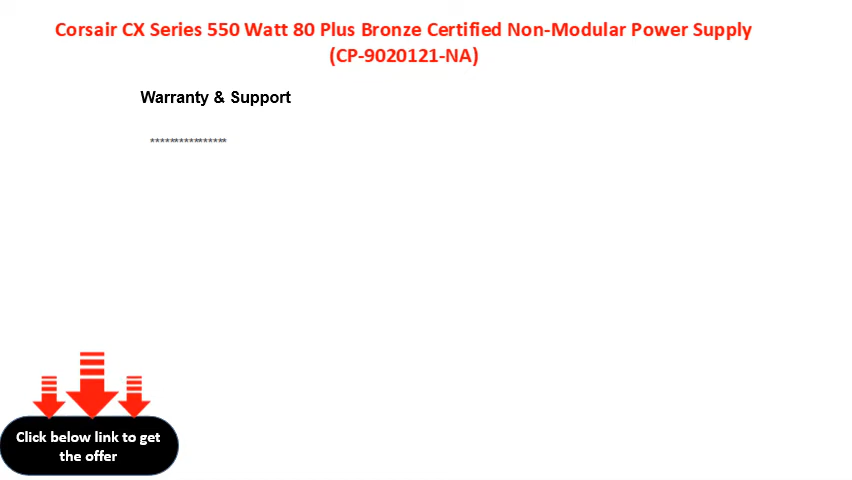 Corsair CX Series 550 Watt 80 Plus Bronze Certified Non-Modular Power Supply
(CP-9020121-NA)
Warranty & Support
****************
Click below link to get
the offer